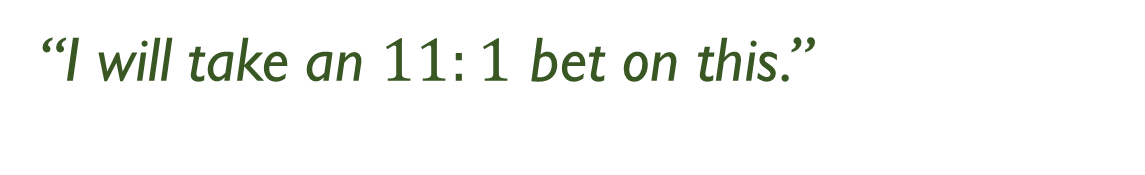 “I will take an 11: 1 bet on this.”